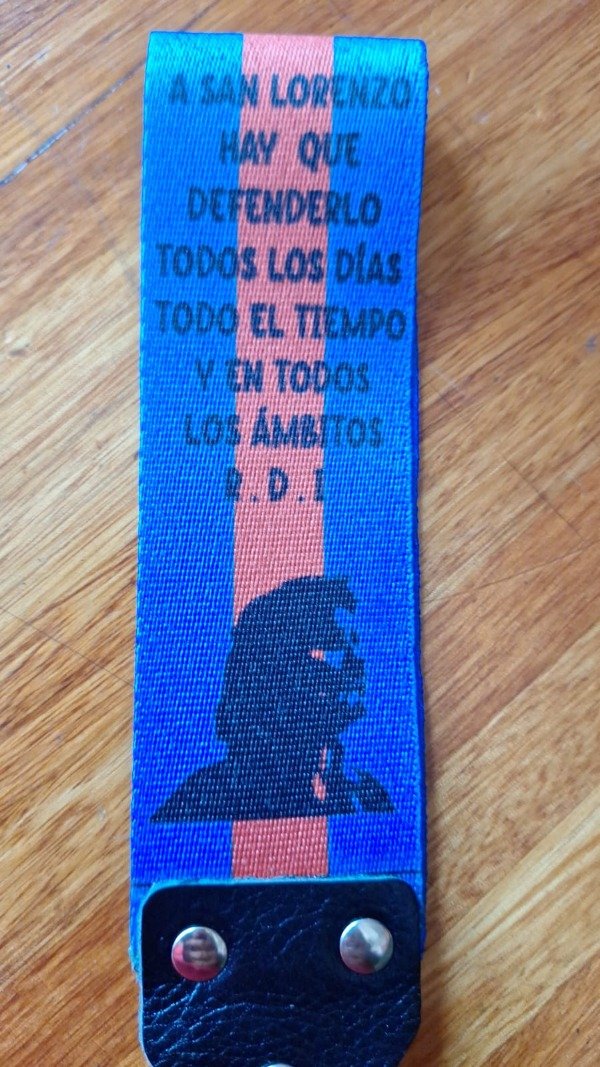 A SAN LORENZO
HAY QUE
DEFENDERLO
TODOS LOS DÍAS
TODO EL TIEMPO
Y EN TODOS
LOS ÁMBITOS